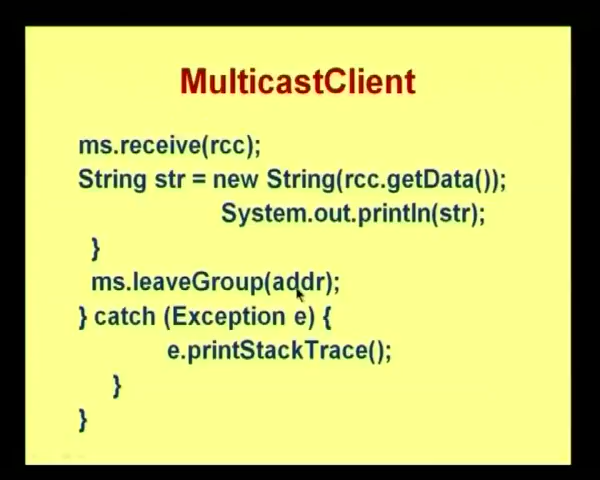 MulticastClient
ms.receive(rcc);
String str = new String(rcc.getData());
System.out.println(str);
}
ms.leaveGroup(addr);
} catch (Exception e) {
e.printStackTrace();
}
}